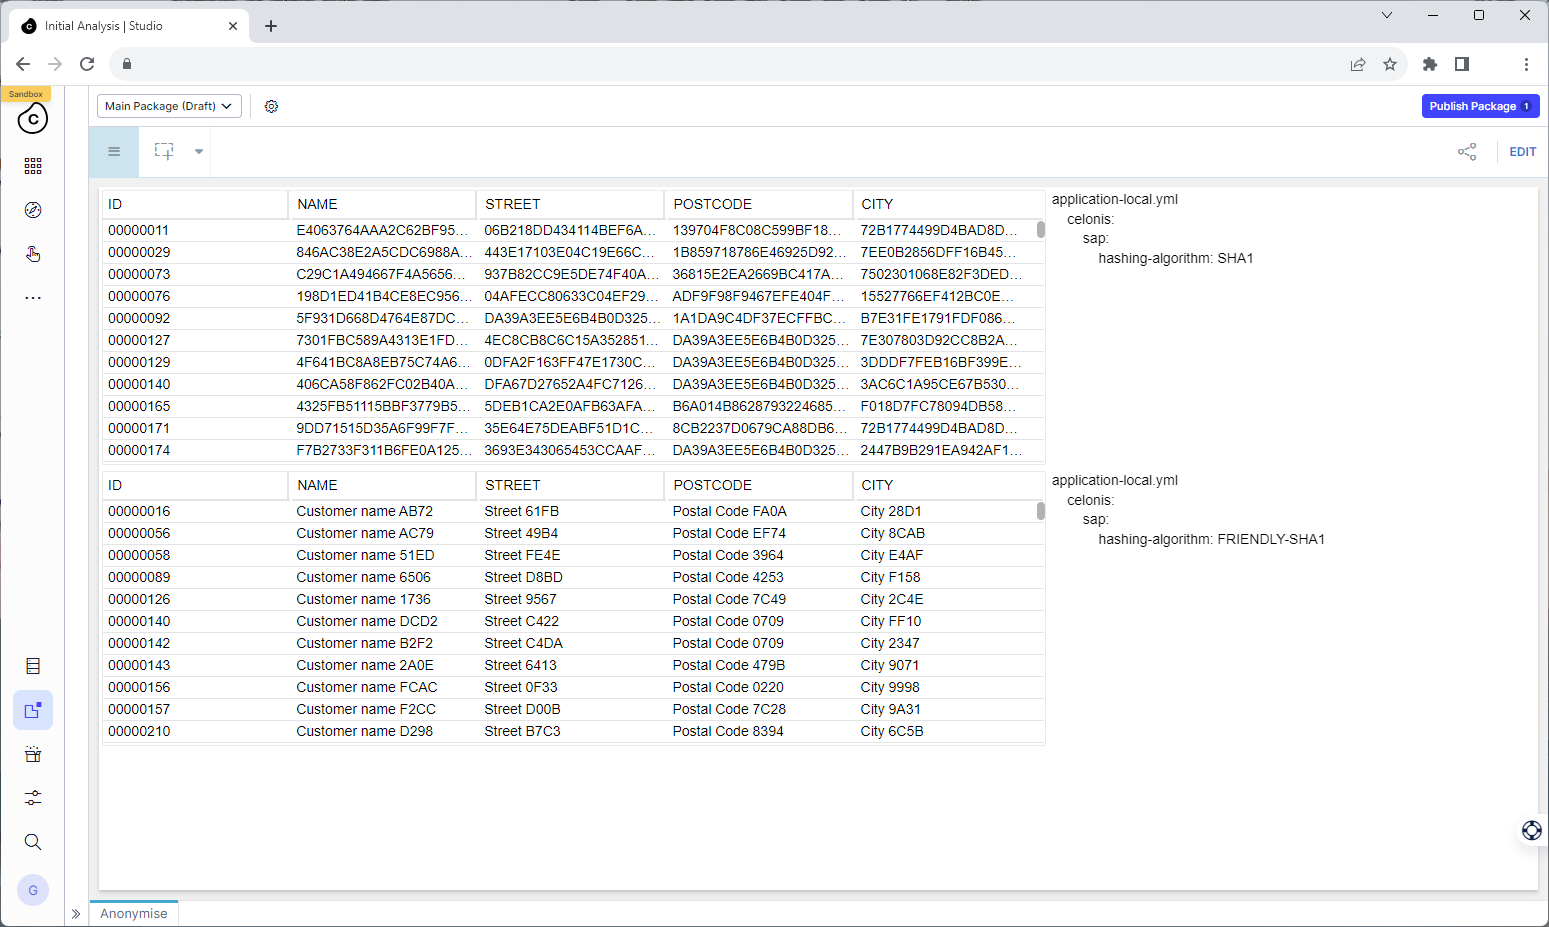 Initial Analysis | Studio
Sandbox
Main Package (Draft)
Publish Package 1
EDIT
ID NAME STREET POSTCODE CITY
00000011 E4063764AAA2C62BF95... 06B218DD434114BEF6A... 139704F8C08C599BF18... 72B1774499D4BAD8D...
00000029 846AC38E2A5CDC6988A... 443E17103E04C19E66C... 1B859718786E46925D92... 7EE0B2856DFF16B45...
00000073 C29C1A494667F4A5656... 937B82CC9E5DE74F40A... 36815E2EA2669BC417A... 7502301068E82F3DED...
00000076 198D1ED41B4CE8EC956... 04AFECC80633C04EF29... ADF9F98F9467EFE404F... 15527766EF412BC0E...
00000092 5F931D668D4764E87DC... DA39A3EE5E6B4B0D325... 1A1DA9C4DF37ECFFBC... B7E31FE1791FDF086...
00000127 7301FBC589A4313E1FD... 4EC8CB8C6C15A352851... DA39A3EE5E6B4B0D325... 7E307803D92CC8B2A...
00000129 4F641BC8A8EB75C74A6... 0DFA2F163FF47E1730C... DA39A3EE5E6B4B0D325... 3DDDF7FEB16BF399E...
00000140 406CA58F862FC02B40A... DFA67D27652A4FC7126... DA39A3EE5E6B4B0D325... 3AC6C1A95CE67B530...
00000165 4325FB51115BBF3779B5... 5DEB1CA2E0AFB63AFA... B6A014B8628793224685... F018D7FC78094DB58...
00000171 9DD71515D35A6F99F7F... 35E64E75DEABF51D1C... 8CB2237D0679CA88DB6... 72B1774499D4BAD8D...
00000174 F7B2733F311B6FE0A125... 3693E343065453CCAAF... DA39A3EE5E6B4B0D325... 2447B9B291EA942AF1...
application-local.yml
celonis:
sap:
hashing-algorithm: SHA1
ID NAME STREET POSTCODE CITY
00000016 Customer name AB72 Street 61FB Postal Code FA0A City 28D1
00000056 Customer name AC79 Street 49B4 Postal Code EF74 City 8CAB
00000058 Customer name 51ED Street FE4E Postal Code 3964 City E4AF
00000089 Customer name 6506 Street D8BD Postal Code 4253 City F158
00000126 Customer name 1736 Street 9567 Postal Code 7C49 City 2C4E
00000140 Customer name DCD2 Street C422 Postal Code 0709 City FF10
00000142 Customer name B2F2 Street C4DA Postal Code 0709 City 2347
00000143 Customer name 2A0E Street 6413 Postal Code 479B City 9071
00000156 Customer name FCAC Street 0F33 Postal Code 0220 City 9998
00000157 Customer name F2CC Street D00B Postal Code 7C28 City 9A31
00000210 Customer name D298 Street B7C3 Postal Code 8394 City 6C5B
application-local.yml
celonis:
sap:
hashing-algorithm: FRIENDLY-SHA1
G
Anonymise